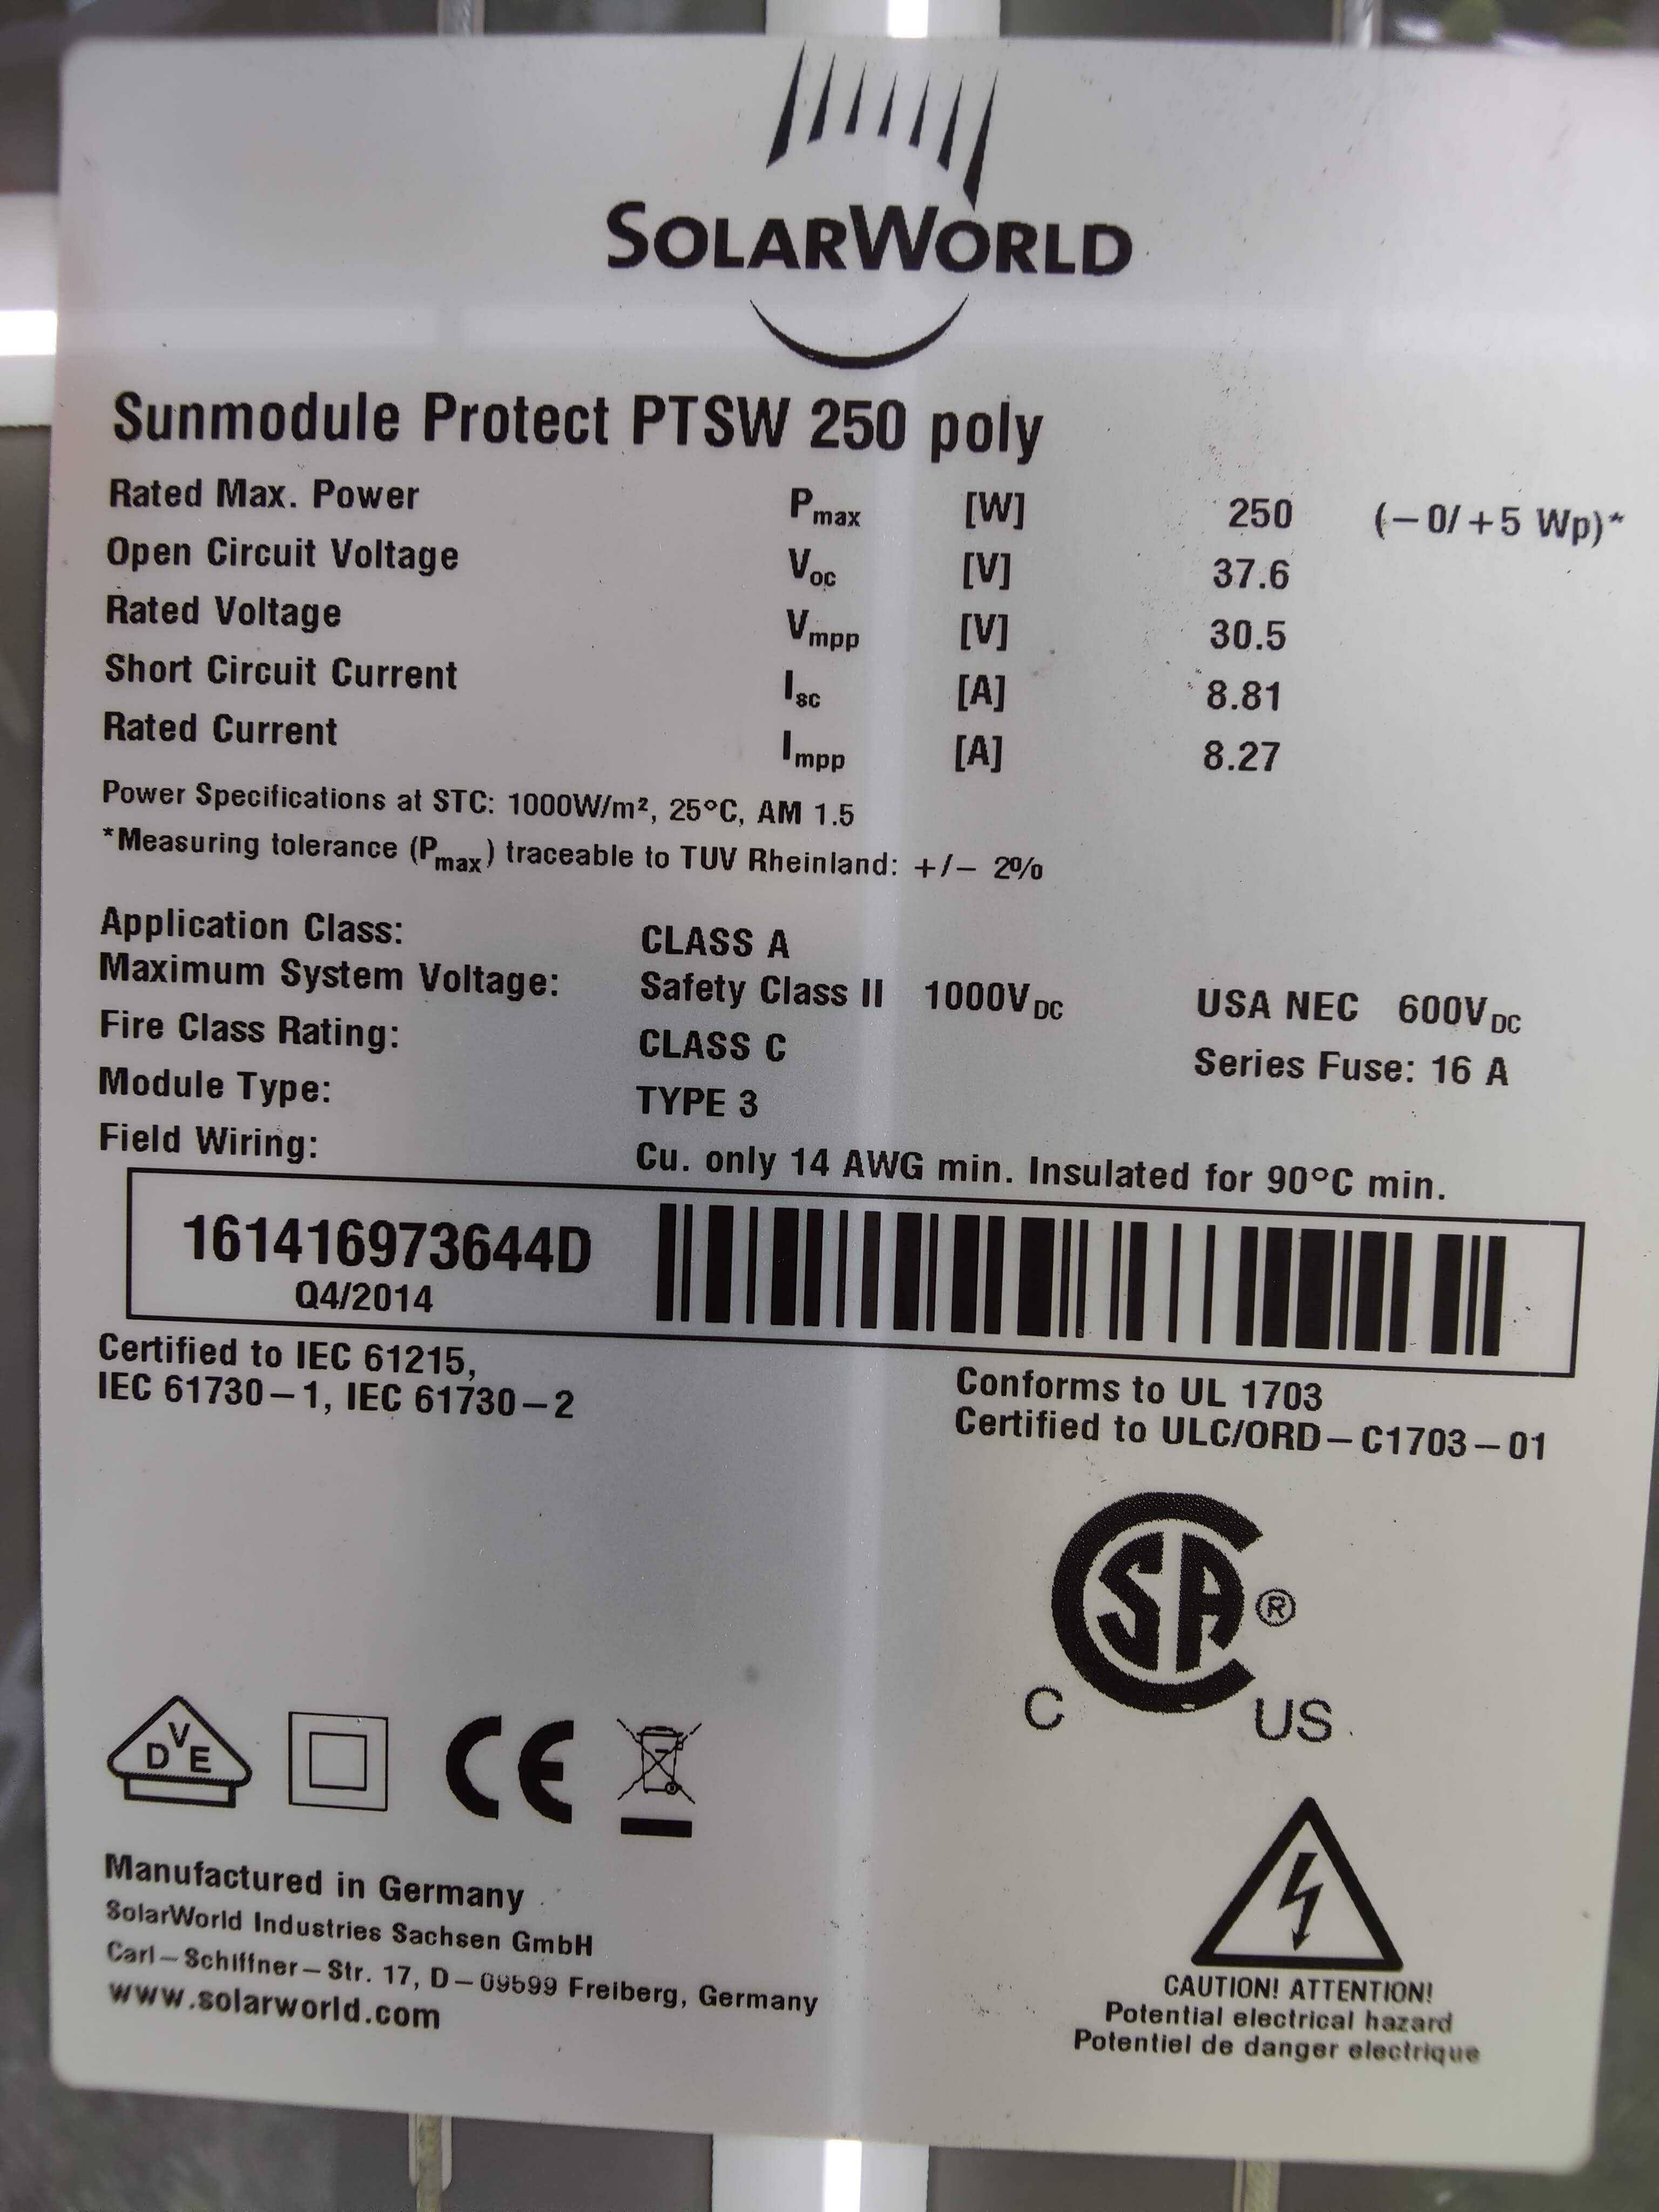 SOLARWORLD
Sunmodule Protect PTSW 250 poly
Rated Max. Power Pmax [W] 250 (–0/+5 Wp)*
Open Circuit Voltage Voc [V] 37.6
Rated Voltage Vmpp [V] 30.5
Short Circuit Current Isc [A] 8.81
Rated Current Impp [A] 8.27
Power Specifications at STC: 1000W/m², 25°C, AM 1.5
*Measuring tolerance (Pmax) traceable to TUV Rheinland: +/– 2%
Application Class: CLASS A
Maximum System Voltage: Safety Class II 1000VDC USA NEC 600VDC
Fire Class Rating: CLASS C Series Fuse: 16 A
Module Type: TYPE 3
Field Wiring: Cu. only 14 AWG min. Insulated for 90°C min.
161416973644D
Q4/2014
Certified to IEC 61215,
IEC 61730–1, IEC 61730–2
Conforms to UL 1703
Certified to ULC/ORD–C1703–01
CSA®
C US
DVE
CE
Manufactured in Germany
SolarWorld Industries Sachsen GmbH
Carl–Schiffner–Str. 17, D–09599 Freiberg, Germany
www.solarworld.com
CAUTION! ATTENTION!
Potential electrical hazard
Potentiel de danger electrique